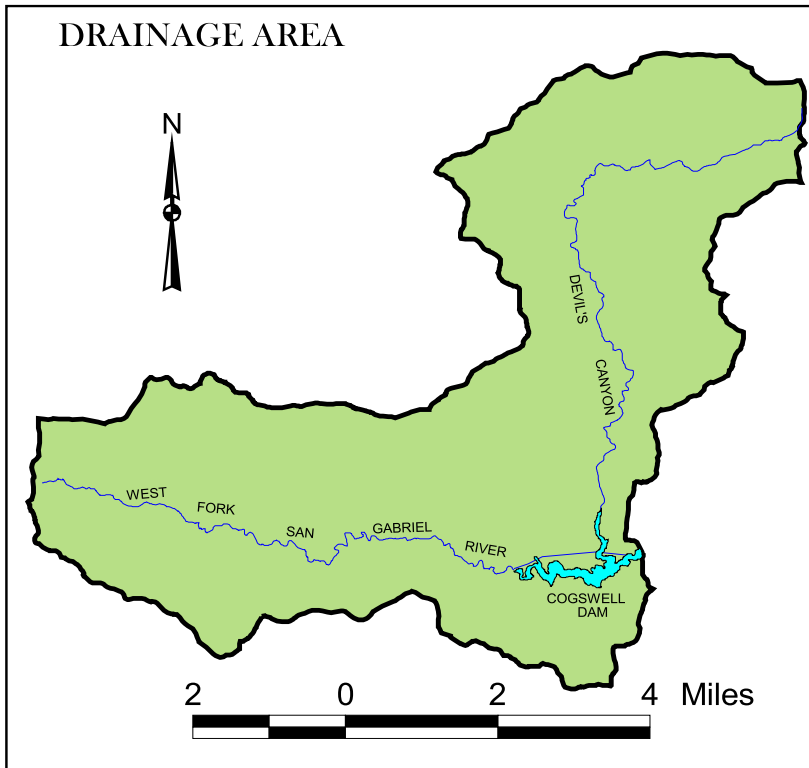 DRAINAGE AREA
N
DEVIL'S
CANYON
WEST FORK SAN GABRIEL RIVER
COGSWELL
DAM
2 0 2 4 Miles